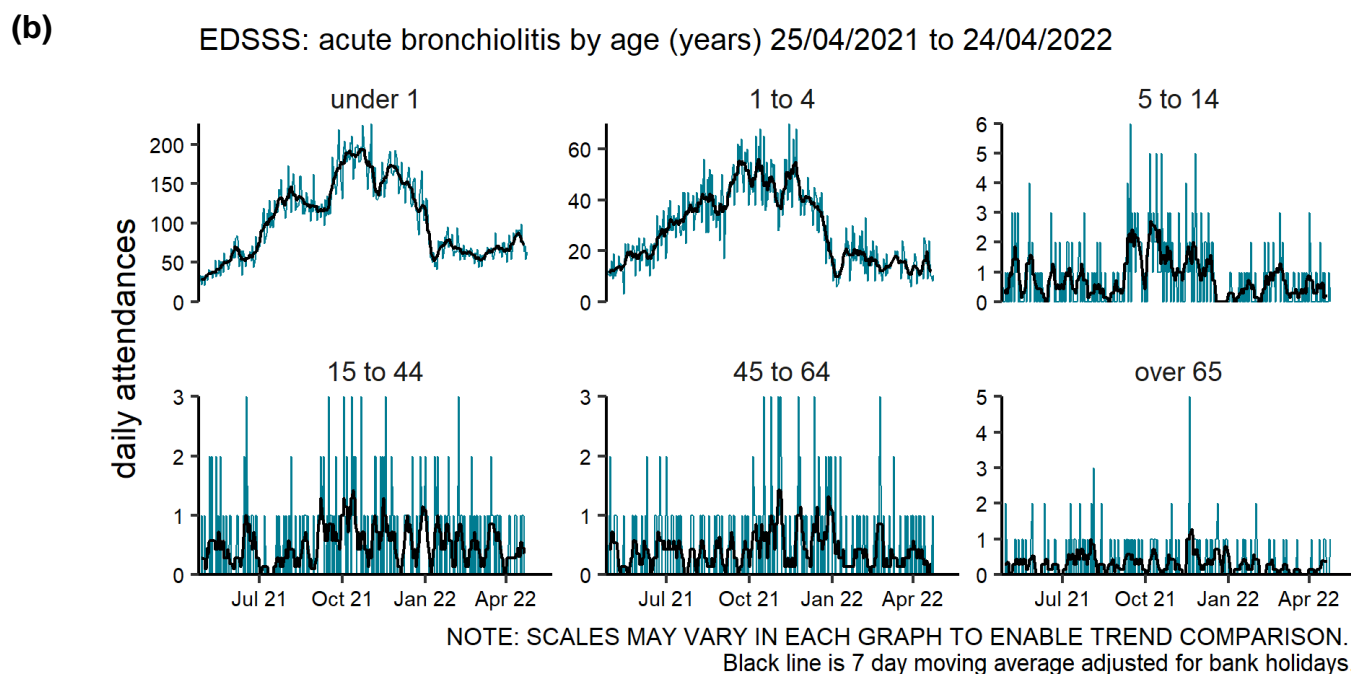 (b)
EDSSS: acute bronchiolitis by age (years) 25/04/2021 to 24/04/2022
daily attendances
under 1
200
150
100
50
0
1 to 4
60
40
20
0
5 to 14
6
5
4
3
2
1
0
15 to 44
3
2
1
0
Jul 21 Oct 21 Jan 22 Apr 22
45 to 64
3
2
1
0
Jul 21 Oct 21 Jan 22 Apr 22
over 65
5
4
3
2
1
0
Jul 21 Oct 21 Jan 22 Apr 22
NOTE: SCALES MAY VARY IN EACH GRAPH TO ENABLE TREND COMPARISON.
Black line is 7 day moving average adjusted for bank holidays